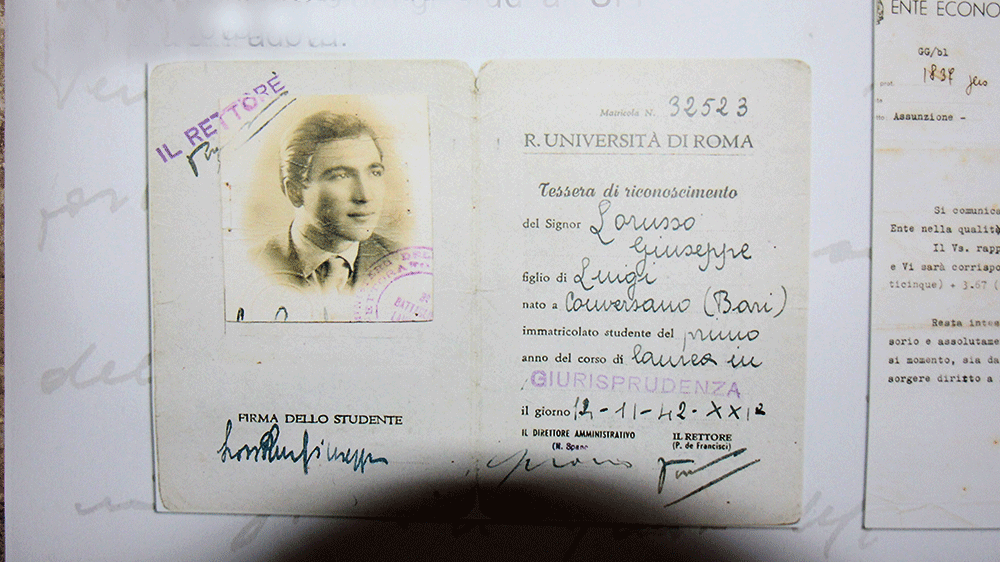 IL RETTORE
FIRMA DELLO STUDENTE
Giuseppe
Matricola N. 32523
R. UNIVERSITÀ DI ROMA
Tessera di riconoscimento
del Signor Lorusso
Giuseppe
figlio di Luigi
nato a Conversano (Bari)
immatricolato studente del primo
anno del corso di laurea in
GIURISPRUDENZA
il giorno 12-11-42-XXI
IL DIRETTORE AMMINISTRATIVO
(N. Spano
IL RETTORE
(P. de Francisci)
ENTE ECONO
GG/bl
Assunzione -
Si comunic
Ente nella qualità
Il Vs. rapp
e Vi sarà corrispo
ticinque) + 3.67 (
Resta intes
sorio e assolutame
si momento, sia da
sorgere diritto a